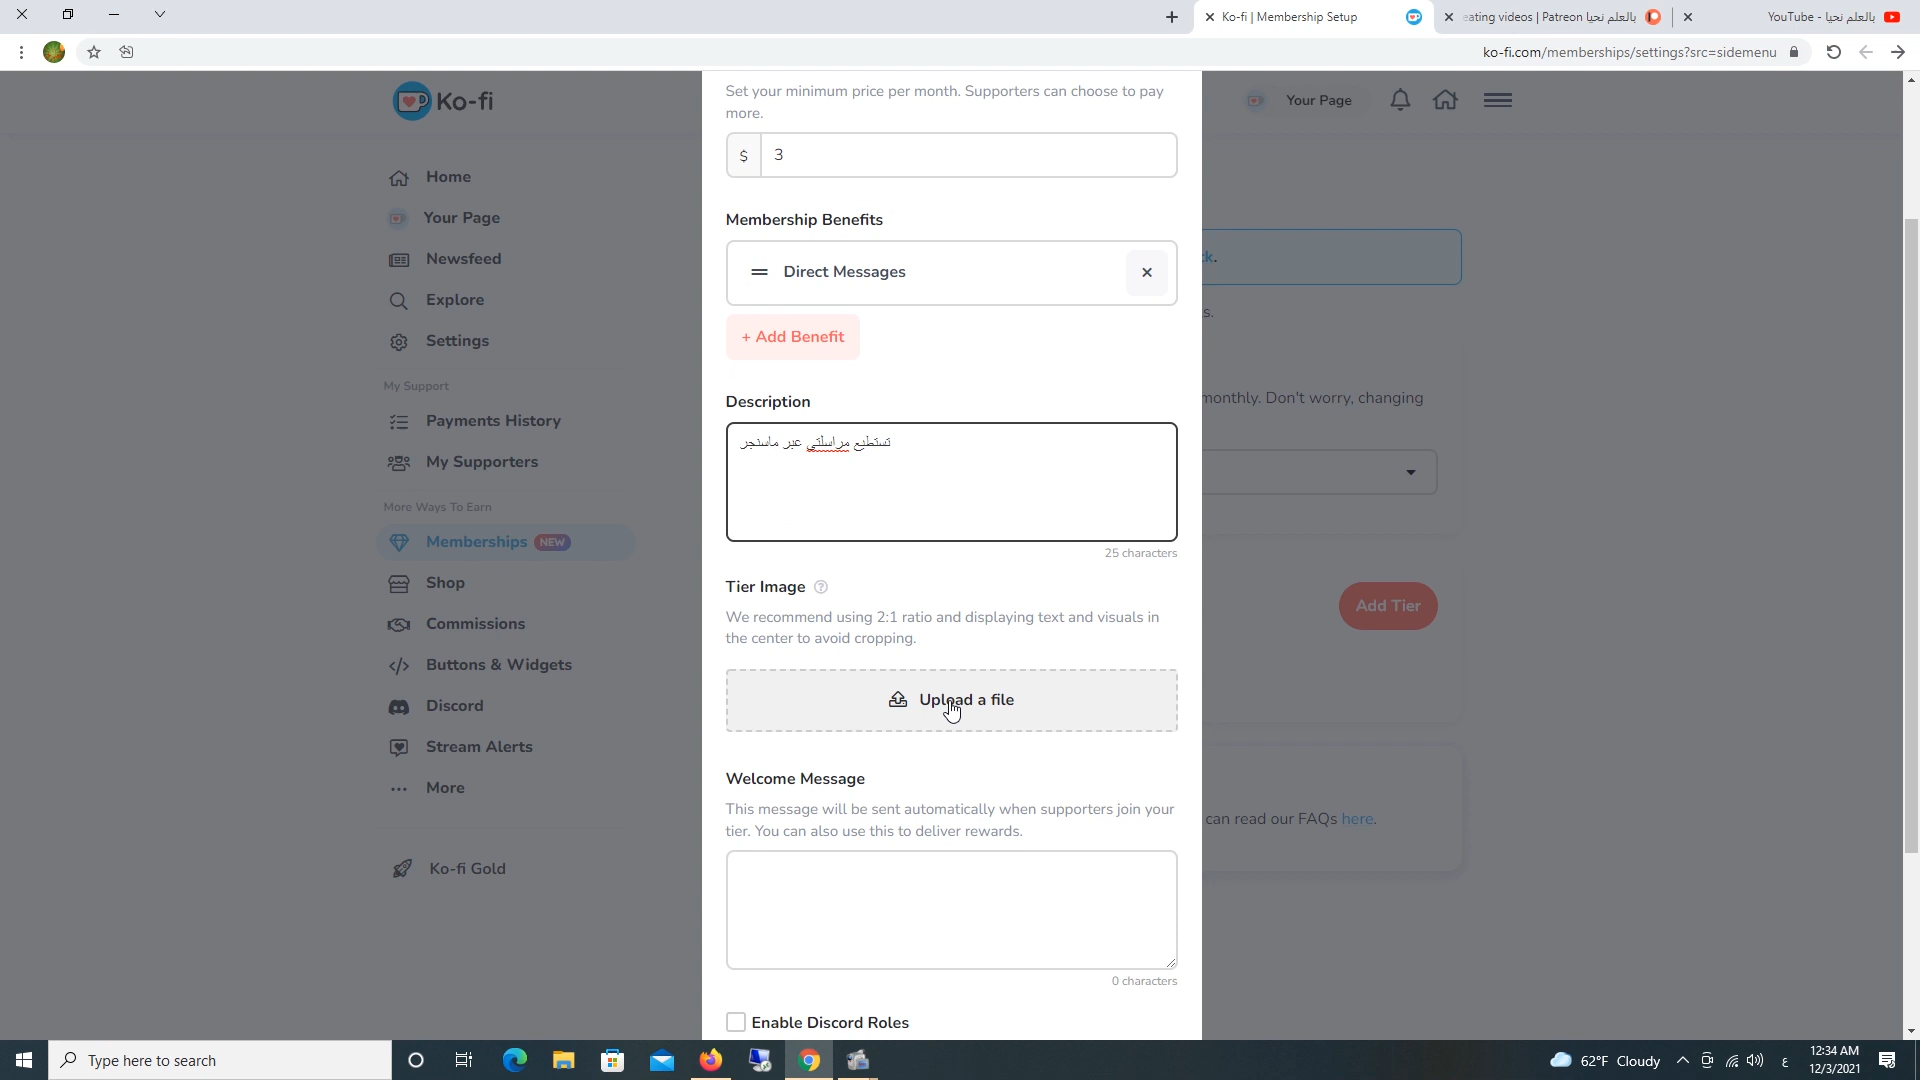 Ko-fi | Membership Setup
eating videos | Patreon بالعلم نحيا
YouTube - بالعلم نحيا
ko-fi.com/memberships/settings?src=sidemenu
Ko-fi
Your Page
Home
Your Page
Newsfeed
Explore
Settings
My Support
Payments History
My Supporters
More Ways To Earn
Memberships NEW
Shop
Commissions
Buttons & Widgets
Discord
Stream Alerts
More
Ko-fi Gold
Set your minimum price per month. Supporters can choose to pay
more.
$ 3
Membership Benefits
Direct Messages
+ Add Benefit
Description
تستطيع مراسلتي عبر ماسنجر
25 characters
Tier Image
We recommend using 2:1 ratio and displaying text and visuals in
the center to avoid cropping.
Upload a file
Welcome Message
This message will be sent automatically when supporters join your
tier. You can also use this to deliver rewards.
0 characters
Enable Discord Roles
k.
s.
monthly. Don't worry, changing
Add Tier
can read our FAQs here.
Type here to search
62°F Cloudy
ع
12:34 AM
12/3/2021